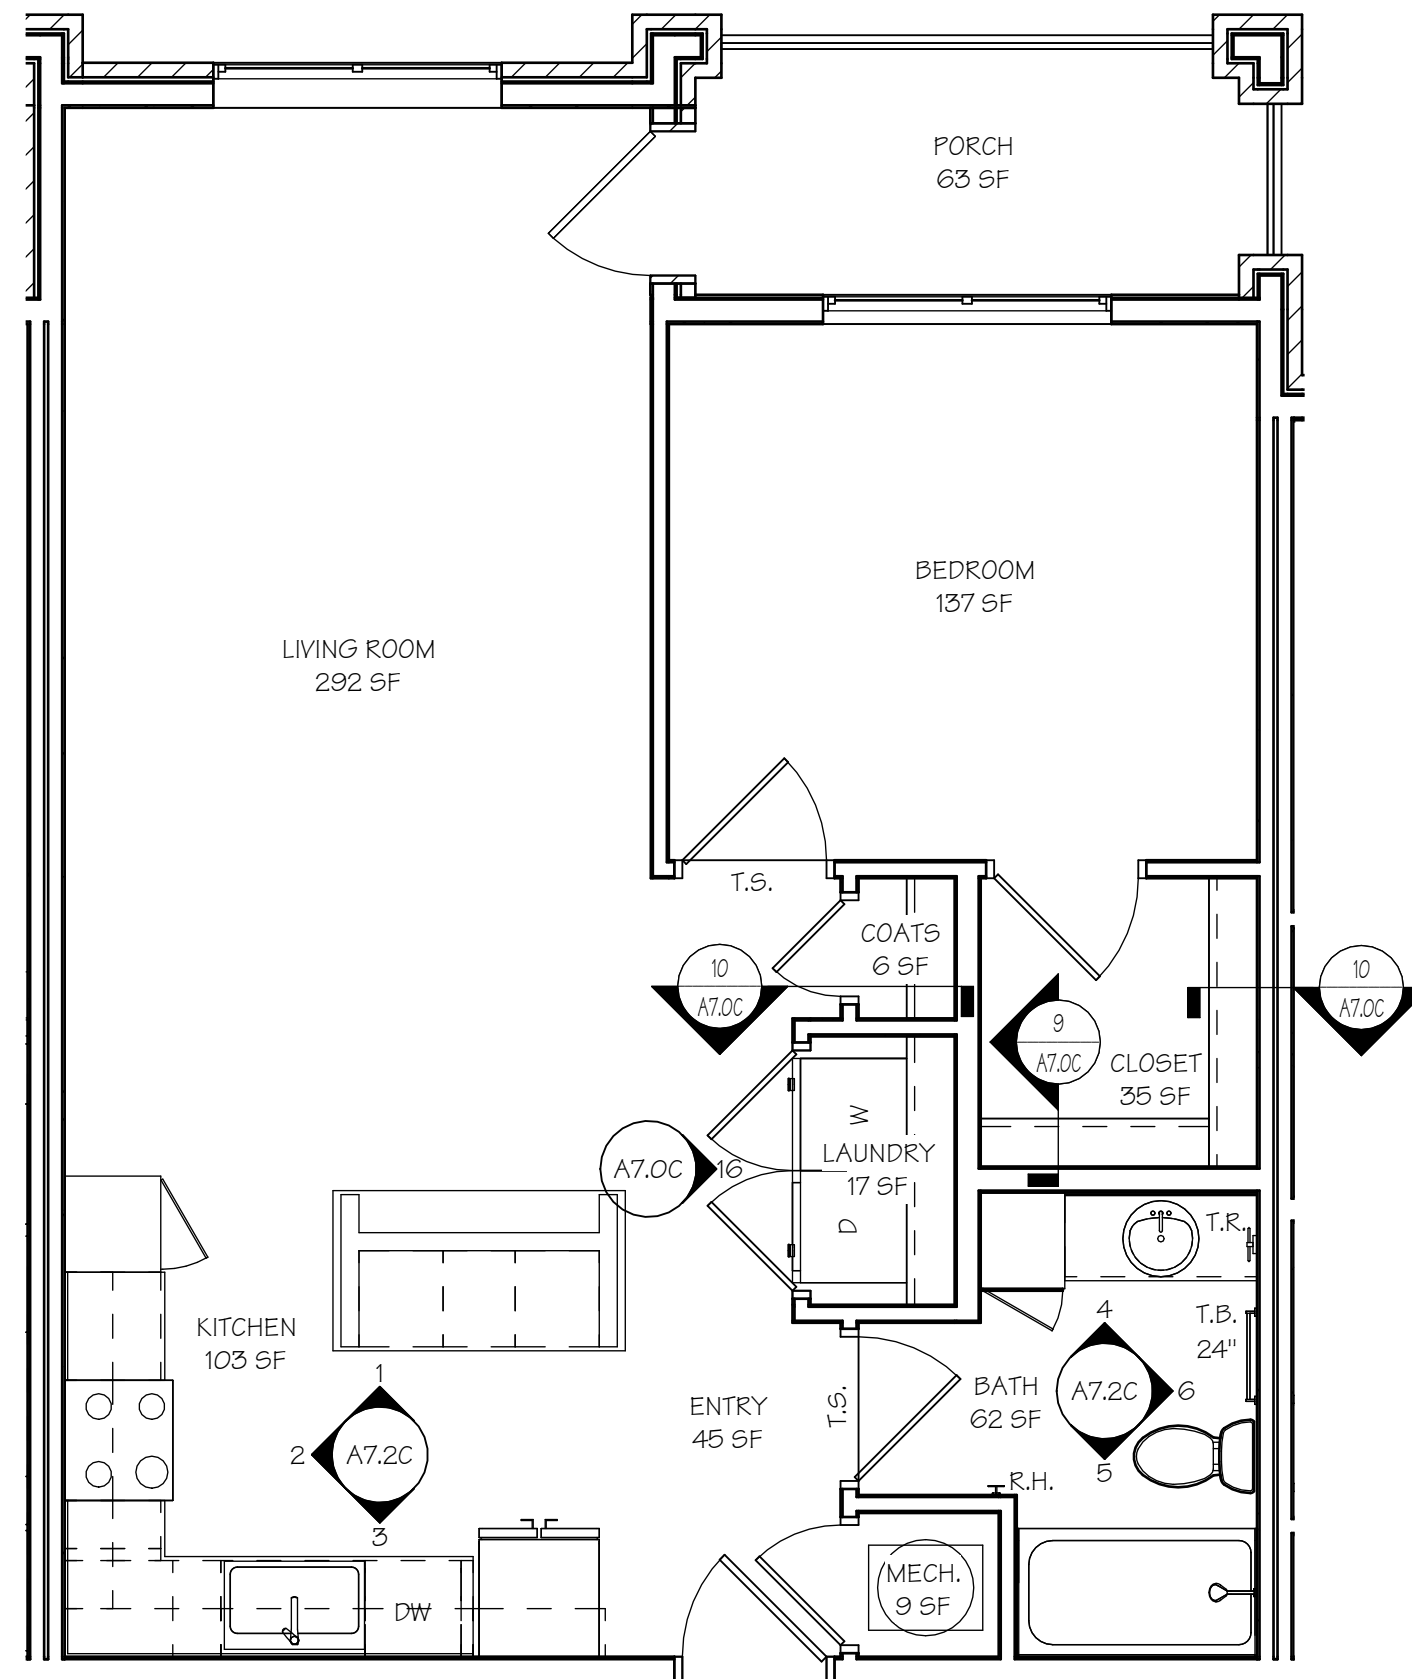 PORCH
63 SF
BEDROOM
137 SF
LIVING ROOM
292 SF
T.S.
COATS
6 SF
10
A7.0C
10
A7.0C
9
A7.0C
CLOSET
35 SF
W
LAUNDRY
17 SF
D
A7.0C
16
T.R.
KITCHEN
103 SF
1
2
A7.2C
3
ENTRY
45 SF
T.S.
BATH
62 SF
4
A7.2C
6
5
T.B.
24"
R.H.
MECH.
9 SF
DW